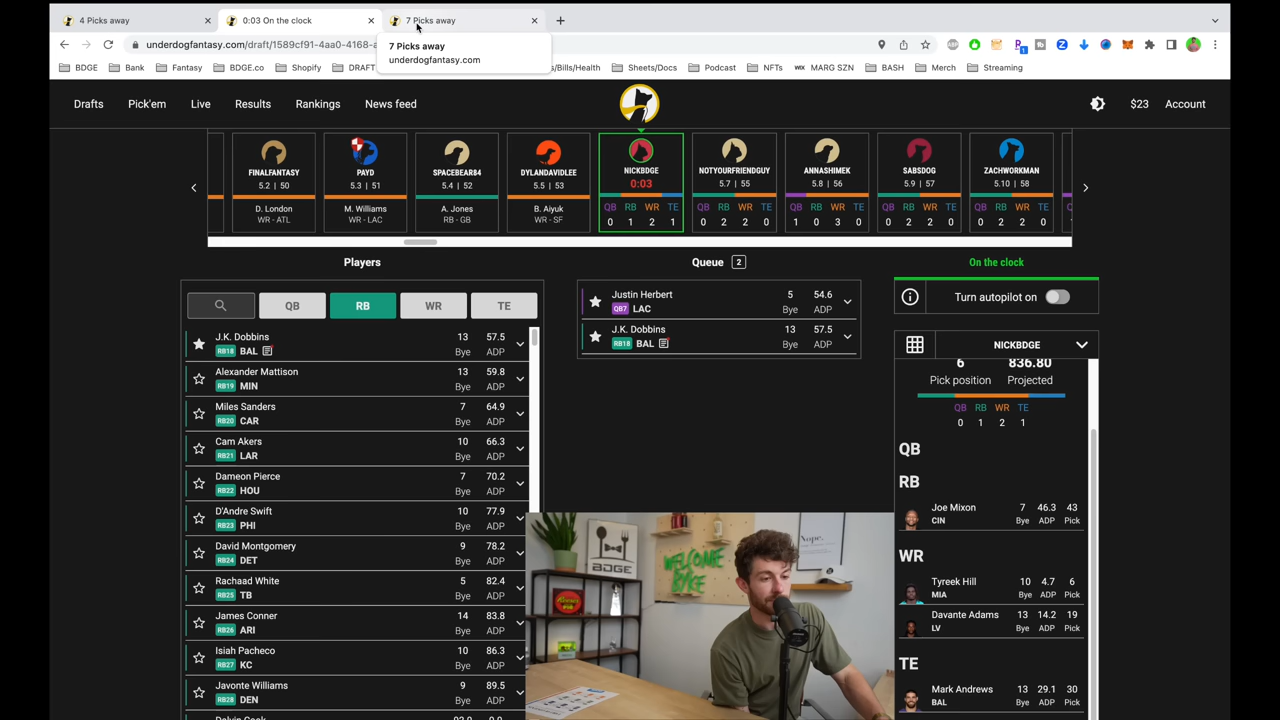 4 Picks away
0:03 On the clock
7 Picks away
underdogfantasy.com/draft/1589cf91-4aa0-4168-a
7 Picks away
underdogfantasy.com
BDGE
Bank
Fantasy
BDGE.co
Shopify
DRAFT
/Bills/Health
Sheets/Docs
Podcast
NFTs
WIX MARG SZN
BASH
Merch
Streaming
Drafts
Pick'em
Live
Results
Rankings
News feed
$23
Account
FINALFANTASY
5.2 | 50
D. London
WR - ATL
PAYD
5.3 | 51
M. Williams
WR - LAC
SPACEBEAR84
5.4 | 52
A. Jones
RB - GB
DYLANDAVIDLEE
5.5 | 53
B. Aiyuk
WR - SF
NICKBDGE
0:03
QB RB WR TE
0 1 2 1
NOTYOURFRIENDGUY
5.7 | 55
QB RB WR TE
0 2 2 0
ANNASHIMEK
5.8 | 56
QB RB WR TE
1 0 3 0
SABSDOG
5.9 | 57
QB RB WR TE
0 2 2 0
ZACHWORKMAN
5.10 | 58
QB RB WR TE
0 2 2 0
Players
QB
RB
WR
TE
J.K. Dobbins 13 57.5
RB18 BAL Bye ADP
Alexander Mattison 13 59.8
RB19 MIN Bye ADP
Miles Sanders 7 64.9
RB20 CAR Bye ADP
Cam Akers 10 66.3
RB21 LAR Bye ADP
Dameon Pierce 7 70.2
RB22 HOU Bye ADP
D'Andre Swift 10 77.9
RB23 PHI Bye ADP
David Montgomery 9 78.2
RB24 DET Bye ADP
Rachaad White 5 82.4
RB25 TB Bye ADP
James Conner 14 83.8
RB26 ARI Bye ADP
Isiah Pacheco 10 86.3
RB27 KC Bye ADP
Javonte Williams 9 89.5
RB28 DEN Bye ADP
Queue 2
Justin Herbert 5 54.6
QB7 LAC Bye ADP
J.K. Dobbins 13 57.5
RB18 BAL Bye ADP
On the clock
Turn autopilot on
NICKBDGE
6 836.80
Pick position Projected
QB RB WR TE
0 1 2 1
QB
RB
Joe Mixon 7 46.3 43
CIN Bye ADP Pick
WR
Tyreek Hill 10 4.7 6
MIA Bye ADP Pick
Davante Adams 13 14.2 19
LV Bye ADP Pick
TE
Mark Andrews 13 29.1 30
BAL Bye ADP Pick
BDGE
WELCOME
Nope.